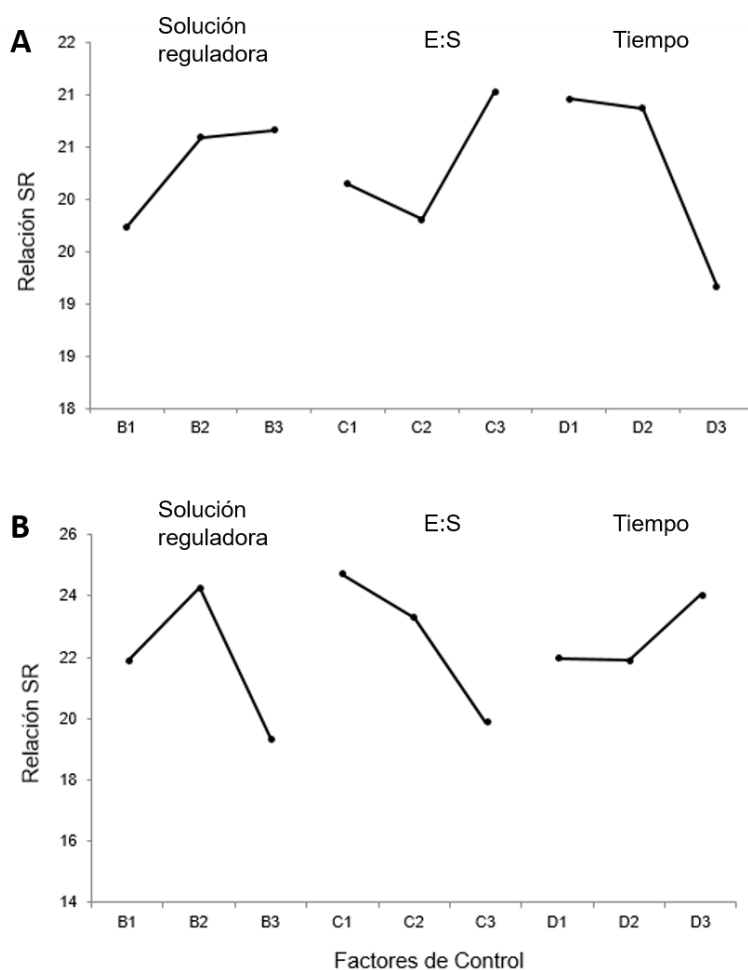 A
Solución
reguladora
E:S
Tiempo
22
21
21
20
20
19
19
18
Relación SR
B1 B2 B3 C1 C2 C3 D1 D2 D3
B
Solución
reguladora
E:S
Tiempo
26
24
22
20
18
16
14
Relación SR
B1 B2 B3 C1 C2 C3 D1 D2 D3
Factores de Control